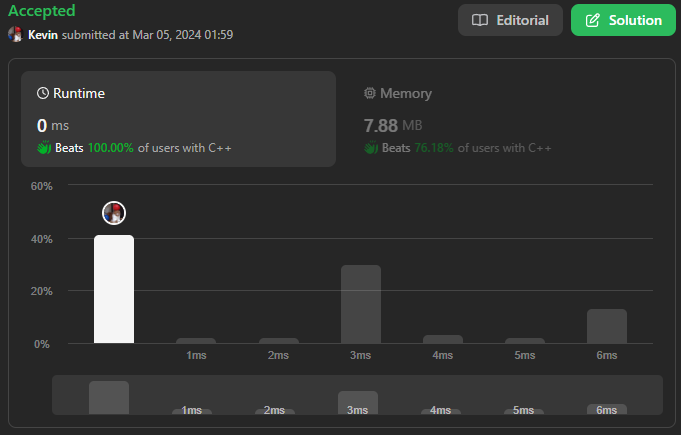 Accepted
Kevin submitted at Mar 05, 2024 01:59
Editorial
Solution
Runtime
0 ms
Beats 100.00% of users with C++
Memory
7.88 MB
Beats 76.18% of users with C++
60%
40%
20%
0%
1ms 2ms 3ms 4ms 5ms 6ms
1ms 2ms 3ms 4ms 5ms 6ms